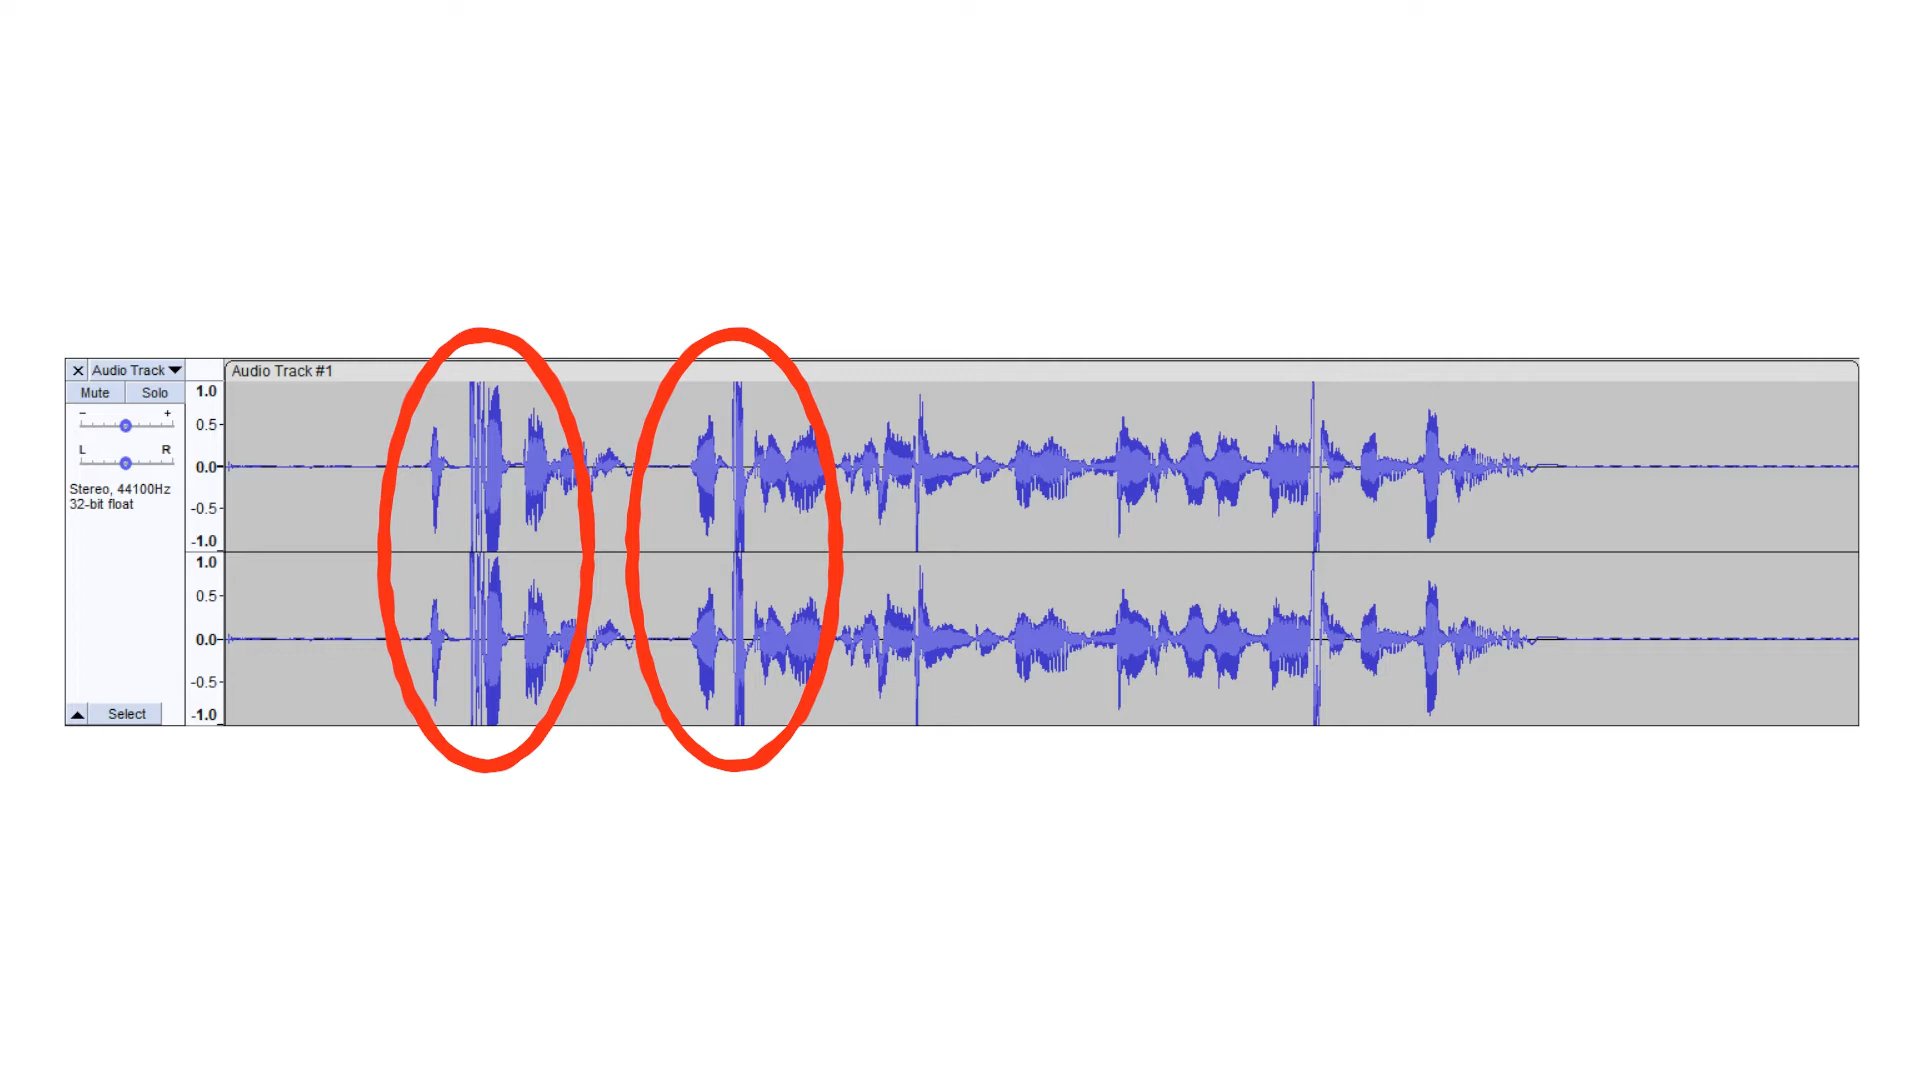 Audio Track
Audio Track #1
Mute Solo
- +
L R
Stereo, 44100Hz
32-bit float
Select
1.0
0.5
0.0
-0.5
-1.0
1.0
0.5
0.0
-0.5
-1.0